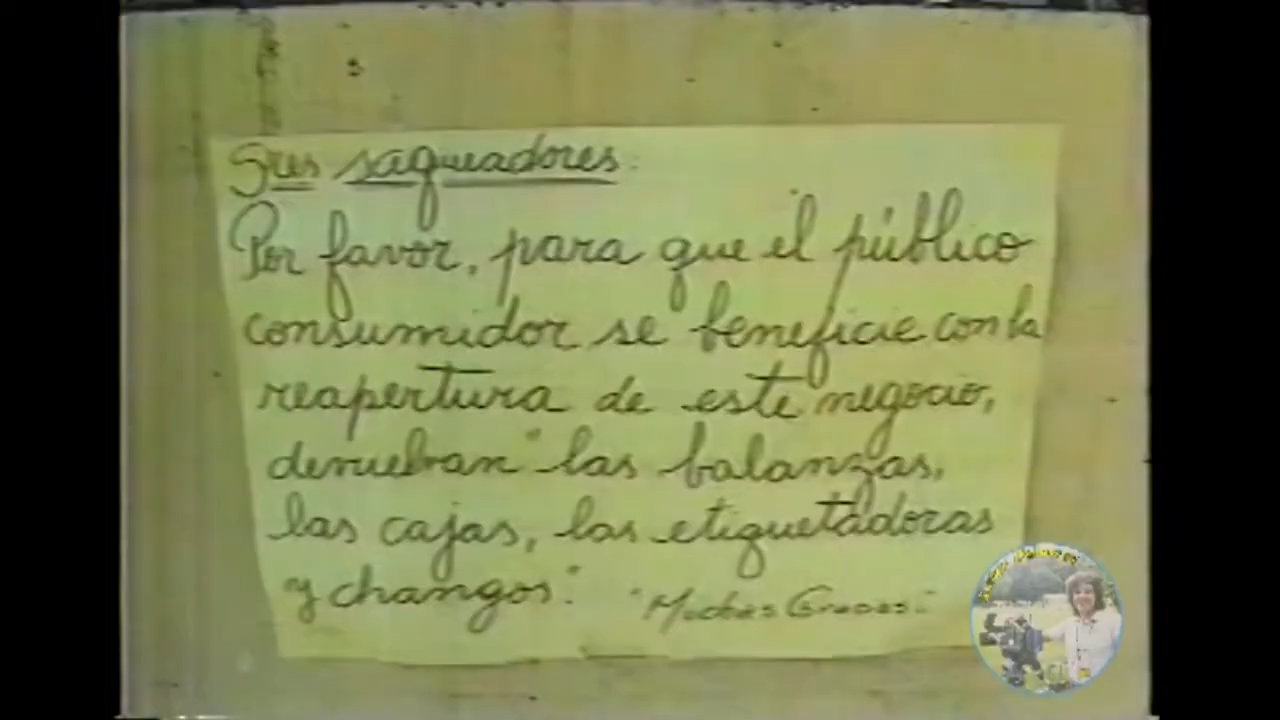 Sres saqueadores:
Por favor, para que el público
consumidor se beneficie con la
reapertura de este negocio,
devuelvan "las balanzas,
las cajas, las etiquetadoras
y changos." "Muchas Gracias."